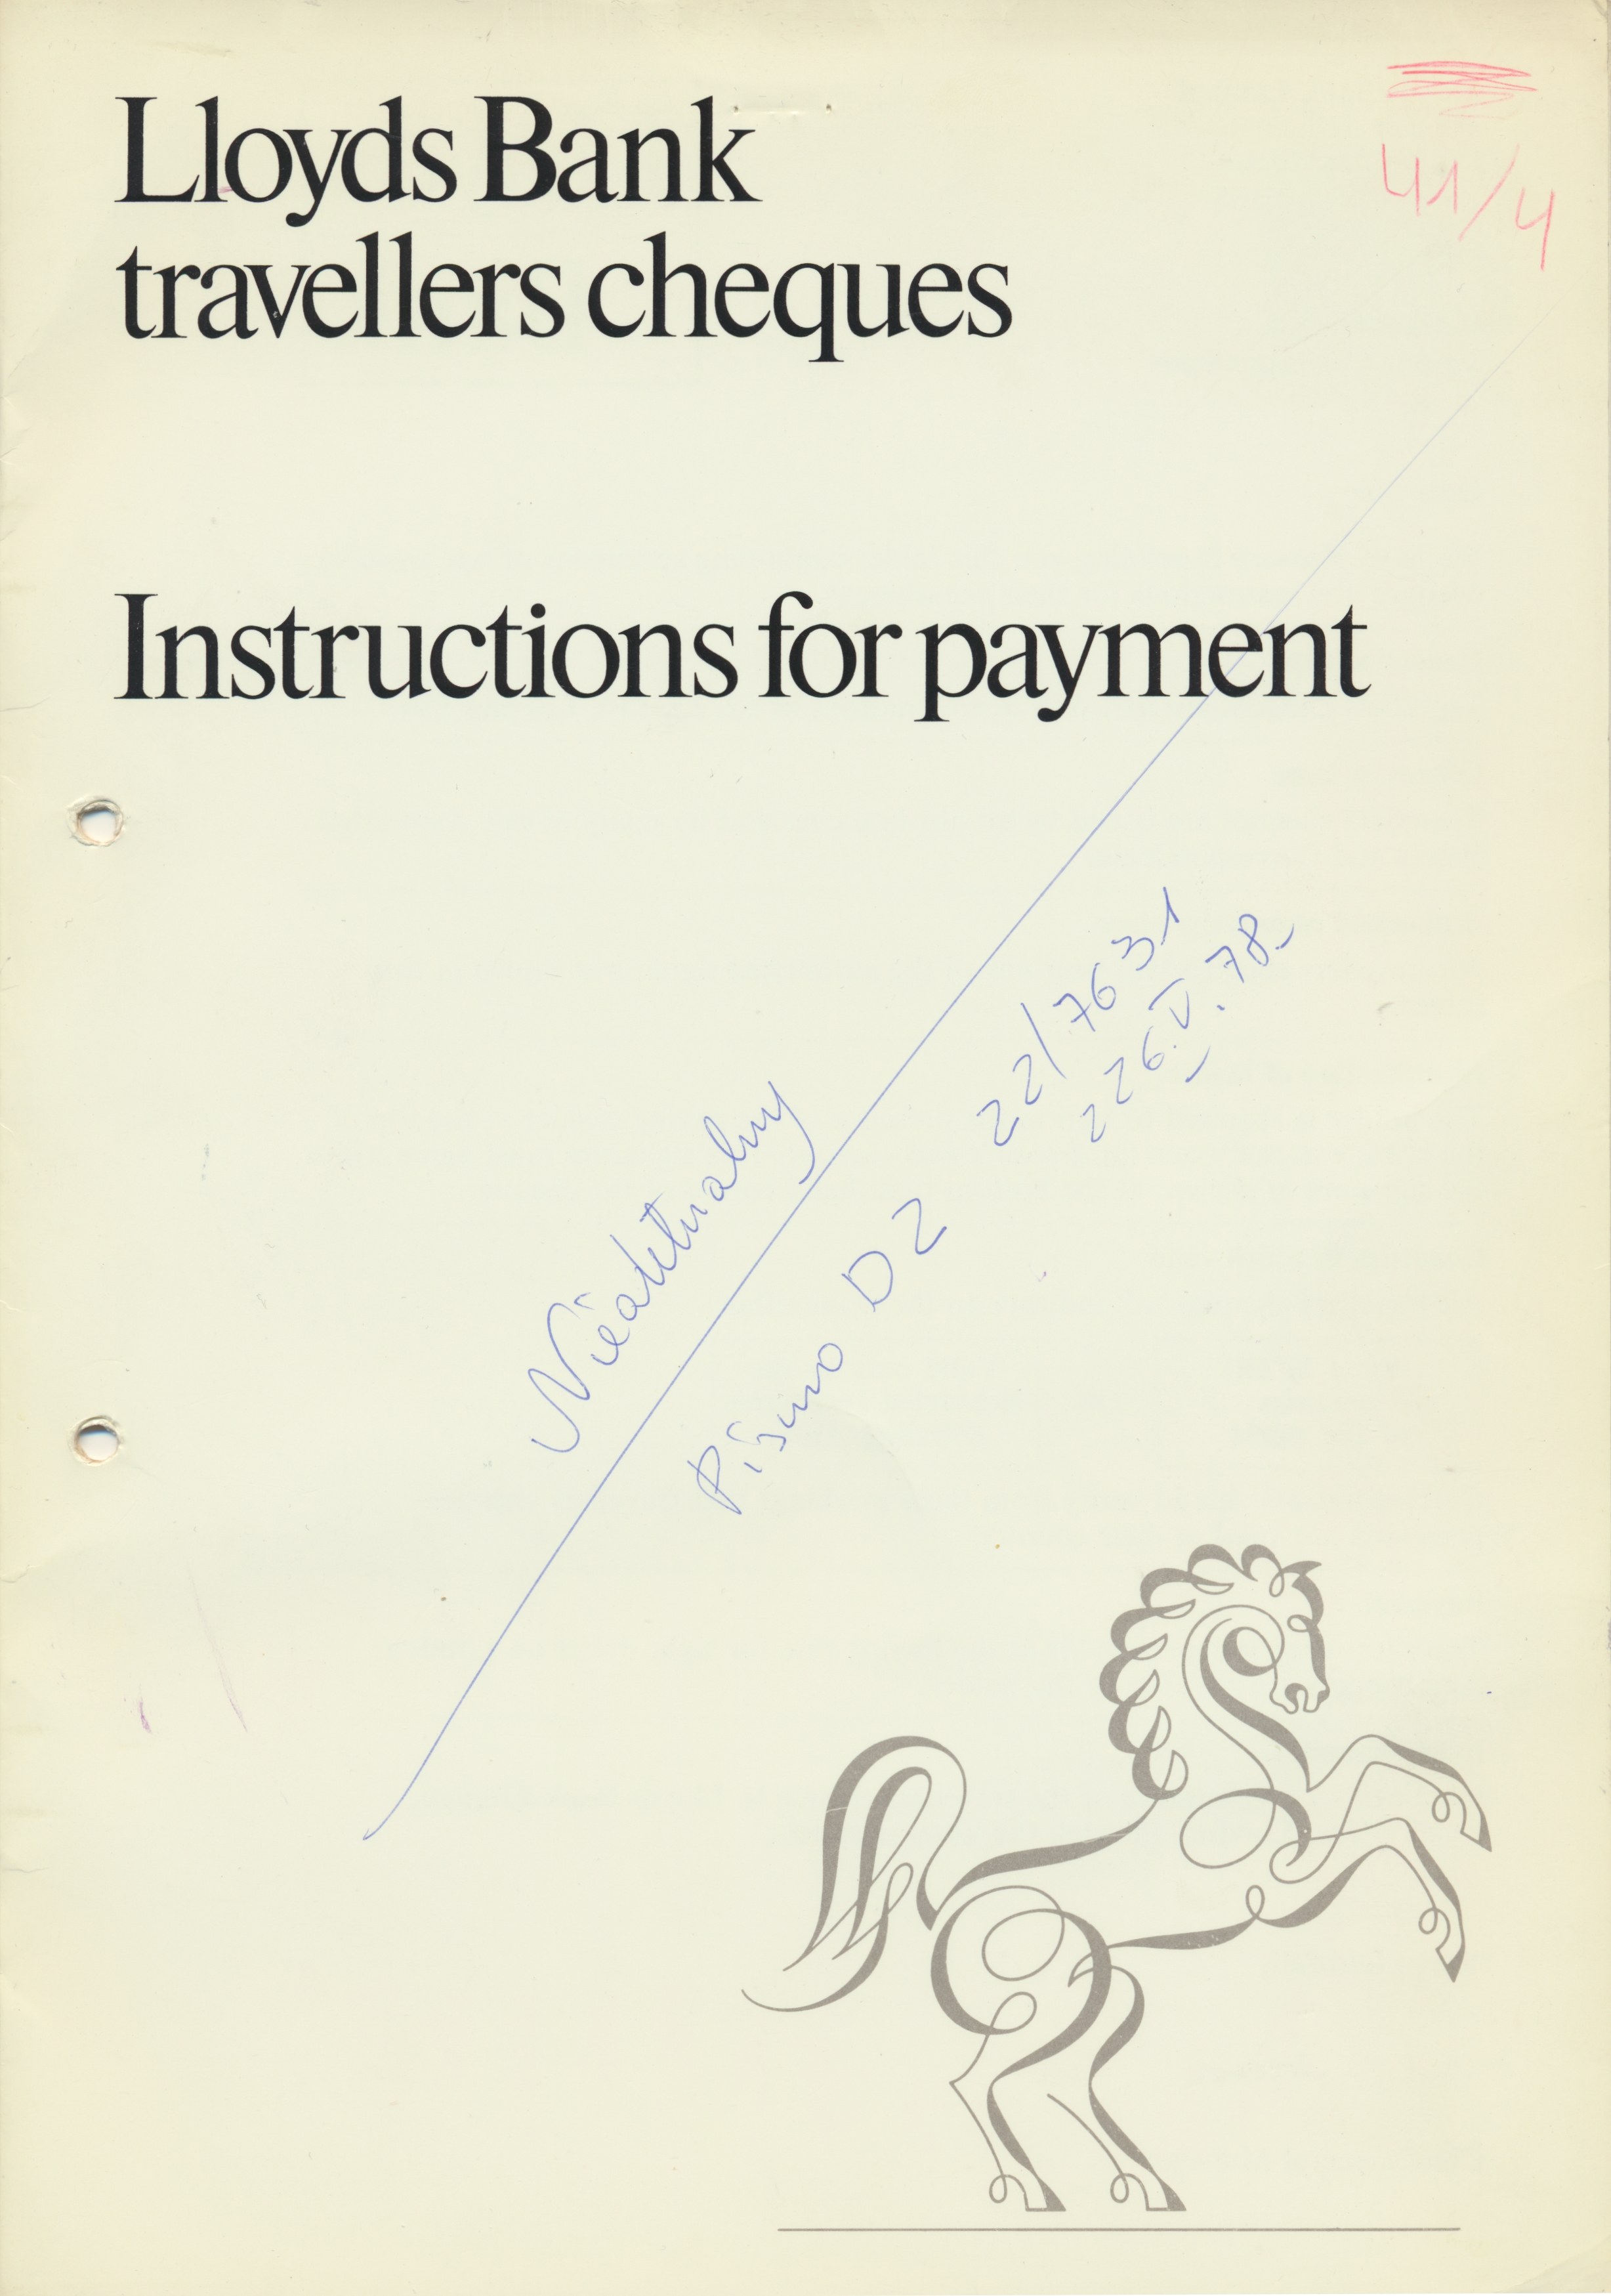 Lloyds Bank
travellers cheques
41/4
Instructions for payment
Nieaktualny
Pismo DZ 22/7631
z 26.V.78.